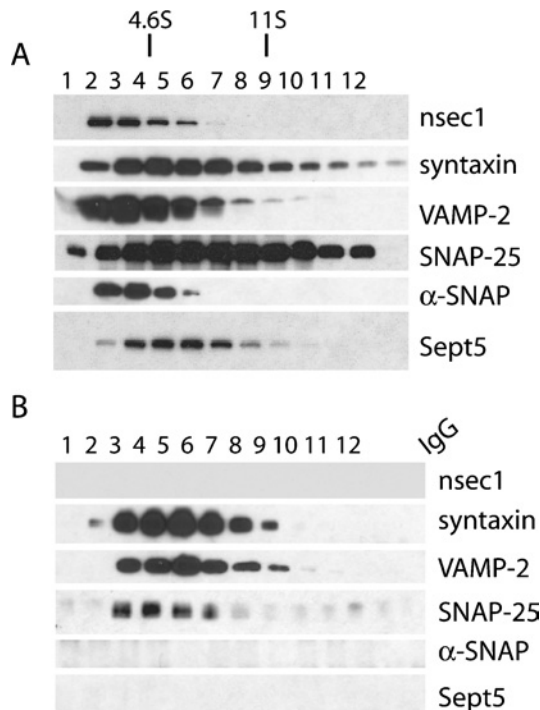 4.6S 11S
A
1 2 3 4 5 6 7 8 9 10 11 12
nsec1
syntaxin
VAMP-2
SNAP-25
α-SNAP
Sept5
B
1 2 3 4 5 6 7 8 9 10 11 12 IgG
nsec1
syntaxin
VAMP-2
SNAP-25
α-SNAP
Sept5